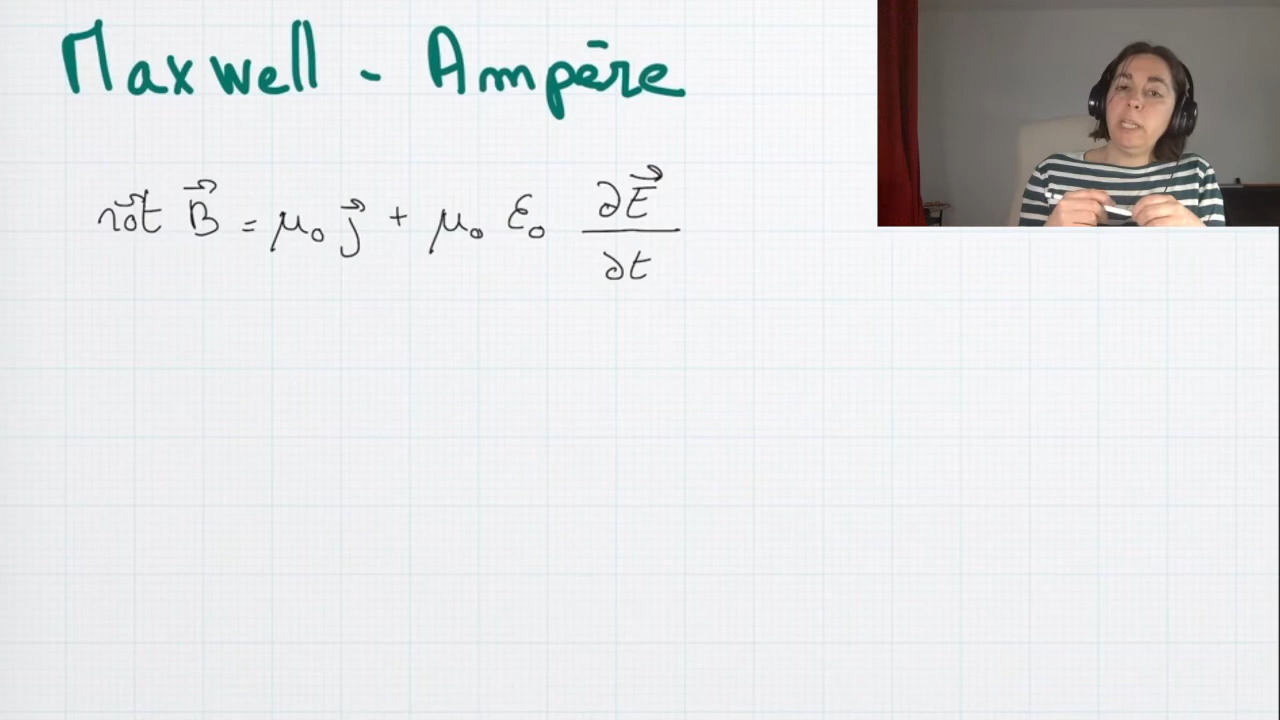 Maxwell - Ampère
rot B⃗ = μ₀ j⃗ + μ₀ ε₀ ∂E⃗/∂t